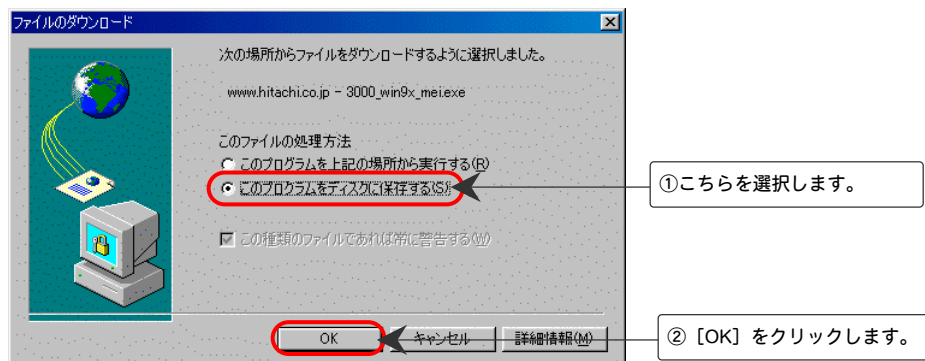 ファイルのダウンロード
次の場所からファイルをダウンロードするように選択しました。
www.hitachi.co.jp - 3000_win9x_mei.exe
このファイルの処理方法
このプログラムを上記の場所から実行する(R)
このプログラムをディスクに保存する(S)
①こちらを選択します。
この種類のファイルであれば常に警告する(W)
OK
キャンセル
詳細情報(M)
②［OK］をクリックします。